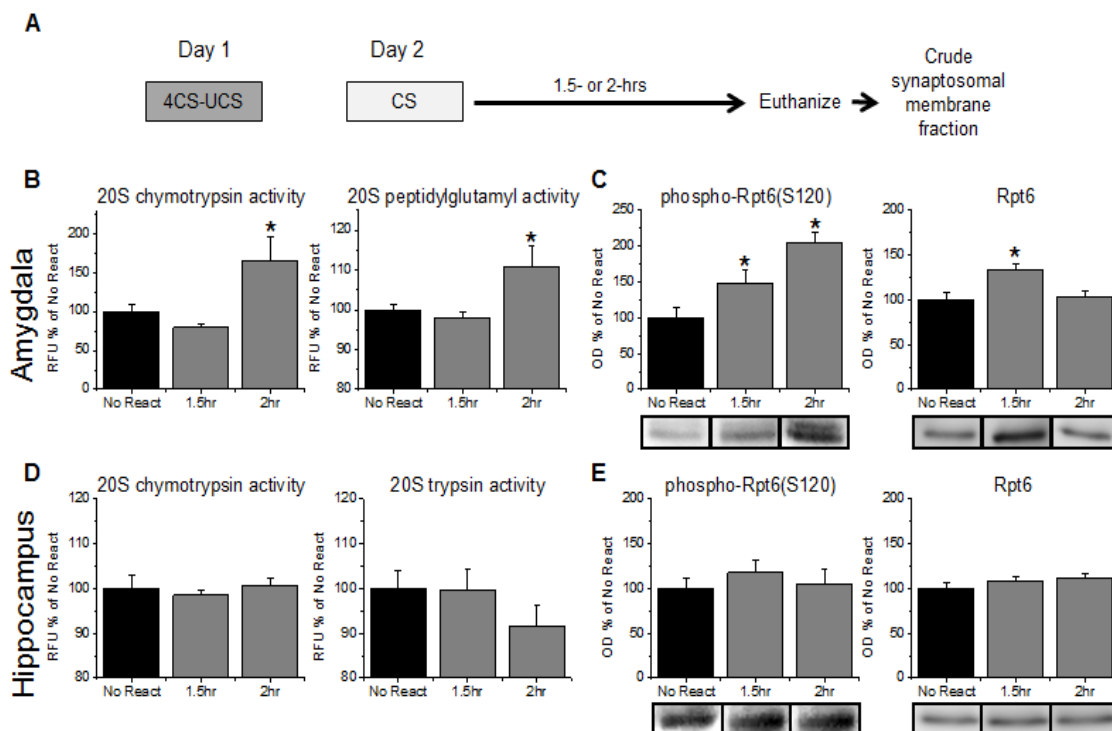 A
Day 1
Day 2
4CS-UCS
CS
1.5- or 2-hrs
Euthanize
Crude
synaptosomal
membrane
fraction
Amygdala
B
20S chymotrypsin activity
RFU % of No React
200
175
150
125
100
75
50
25
0
No React 1.5hr 2hr
*
20S peptidylglutamyl activity
RFU % of No React
120
110
100
90
80
No React 1.5hr 2hr
*
C
phospho-Rpt6(S120)
OD % of No React
250
200
150
100
50
0
No React 1.5hr 2hr
* *
Rpt6
OD % of No React
200
150
100
50
0
No React 1.5hr 2hr
*
Hippocampus
D
20S chymotrypsin activity
RFU % of No React
120
110
100
90
80
No React 1.5hr 2hr
20S trypsin activity
RFU % of No React
120
110
100
90
80
No React 1.5hr 2hr
E
phospho-Rpt6(S120)
OD % of No React
200
150
100
50
0
No React 1.5hr 2hr
Rpt6
OD % of No React
200
150
100
50
0
No React 1.5hr 2hr